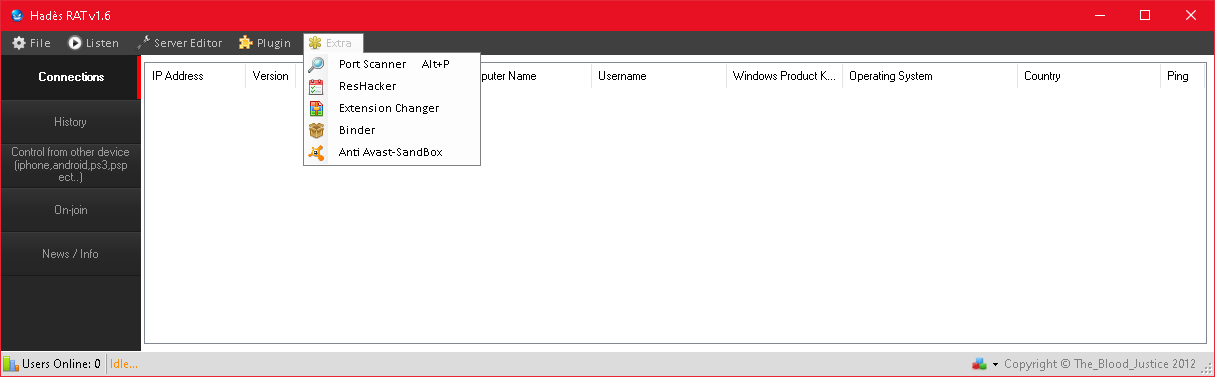 Hadès RAT v1.6
File Listen Server Editor Plugin Extra
Connections
History
Control from other device
(iphone,android,ps3,psp
ect..)
On-join
News / Info
IP Address Version puter Name Username Windows Product K... Operating System Country Ping
Port Scanner Alt+P
ResHacker
Extension Changer
Binder
Anti Avast-SandBox
Users Online: 0 Idle... Copyright © The_Blood_Justice 2012